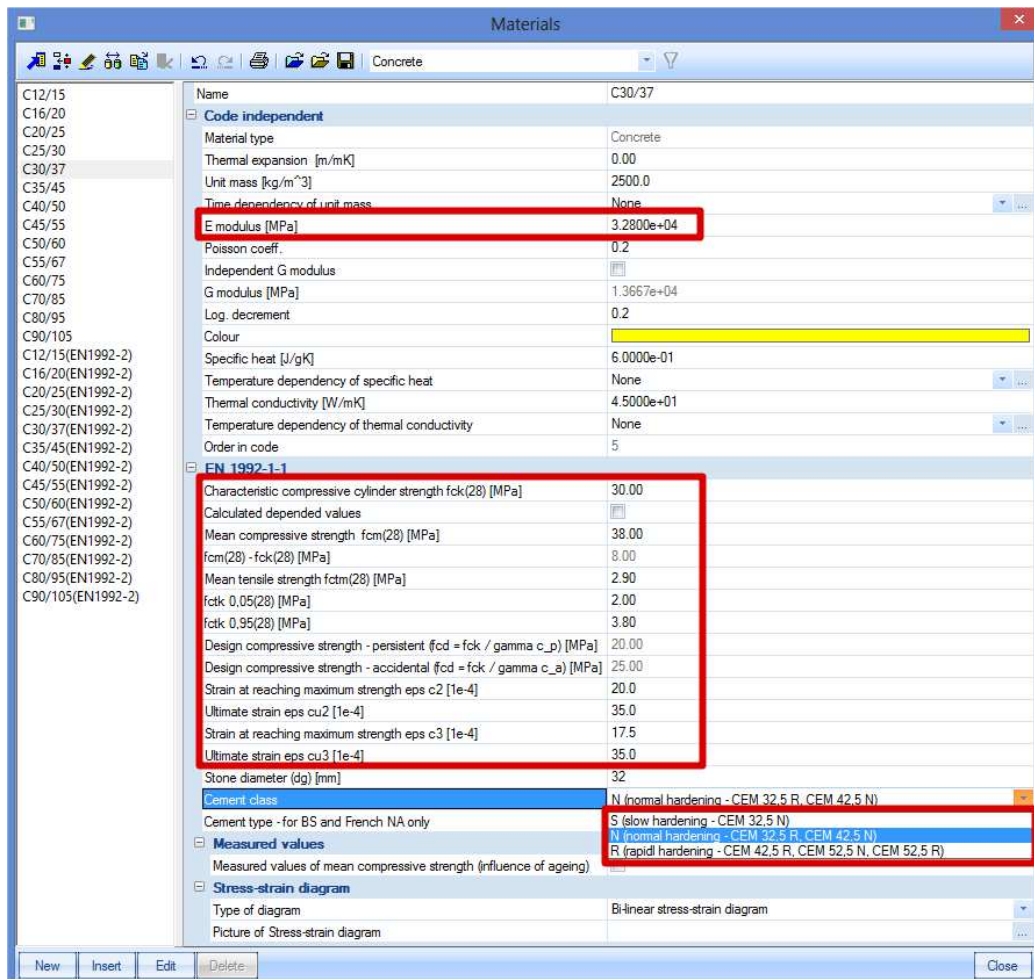 Materials
Concrete
C12/15
C16/20
C20/25
C25/30
C30/37
C35/45
C40/50
C45/55
C50/60
C55/67
C60/75
C70/85
C80/95
C90/105
C12/15(EN1992-2)
C16/20(EN1992-2)
C20/25(EN1992-2)
C25/30(EN1992-2)
C30/37(EN1992-2)
C35/45(EN1992-2)
C40/50(EN1992-2)
C45/55(EN1992-2)
C50/60(EN1992-2)
C55/67(EN1992-2)
C60/75(EN1992-2)
C70/85(EN1992-2)
C80/95(EN1992-2)
C90/105(EN1992-2)
Name C30/37
Code independent
Material type Concrete
Thermal expansion [m/mK] 0.00
Unit mass [kg/m^3] 2500.0
Time dependency of unit mass None ...
E modulus [MPa] 3.2800e+04
Poisson coeff. 0.2
Independent G modulus
G modulus [MPa] 1.3667e+04
Log. decrement 0.2
Colour
Specific heat [J/gK] 6.0000e-01
Temperature dependency of specific heat None ...
Thermal conductivity [W/mK] 4.5000e+01
Temperature dependency of thermal conductivity None ...
Order in code 5
EN 1992-1-1
Characteristic compressive cylinder strength fck(28) [MPa] 30.00
Calculated depended values
Mean compressive strength fcm(28) [MPa] 38.00
fcm(28) - fck(28) [MPa] 8.00
Mean tensile strength fctm(28) [MPa] 2.90
fctk 0,05(28) [MPa] 2.00
fctk 0,95(28) [MPa] 3.80
Design compressive strength - persistent (fcd = fck / gamma c_p) [MPa] 20.00
Design compressive strength - accidental (fcd = fck / gamma c_a) [MPa] 25.00
Strain at reaching maximum strength eps c2 [1e-4] 20.0
Ultimate strain eps cu2 [1e-4] 35.0
Strain at reaching maximum strength eps c3 [1e-4] 17.5
Ultimate strain eps cu3 [1e-4] 35.0
Stone diameter (dg) [mm] 32
Cement class N (normal hardening - CEM 32,5 R, CEM 42,5 N)
Cement type - for BS and French NA only S (slow hardening - CEM 32,5 N)
N (normal hardening - CEM 32,5 R, CEM 42,5 N)
R (rapidl hardening - CEM 42,5 R, CEM 52,5 N, CEM 52,5 R)
Measured values
Measured values of mean compressive strength (influence of ageing)
Stress-strain diagram
Type of diagram Bi-linear stress-strain diagram
Picture of Stress-strain diagram ...
New Insert Edit Delete Close